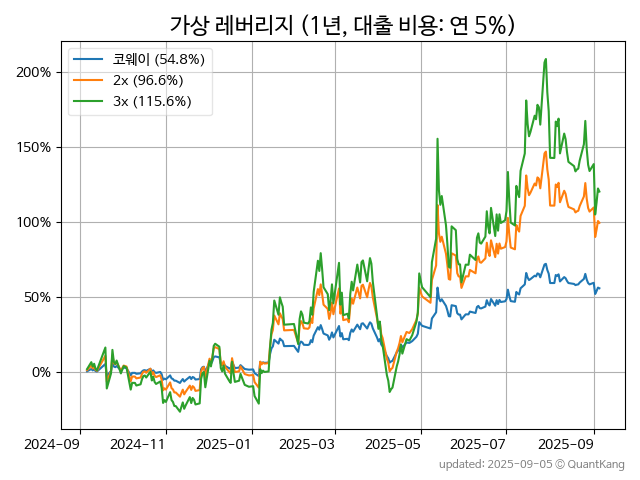 가상 레버리지 (1년, 대출 비용: 연 5%)
코웨이 (54.8%)
2x (96.6%)
3x (115.6%)
200%
150%
100%
50%
0%
2024-09 2024-11 2025-01 2025-03 2025-05 2025-07 2025-09
updated: 2025-09-05 © QuantKang